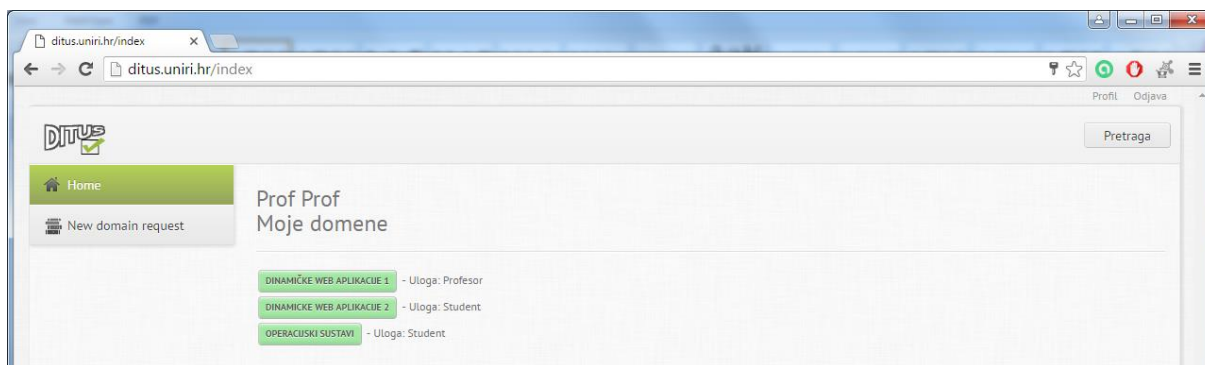 ditus.uniri.hr/index
ditus.uniri.hr/index
Profil Odjava
DITUS
Pretraga
Home
New domain request
Prof Prof
Moje domene
DINAMIČKE WEB APLIKACIJE 1 - Uloga: Profesor
DINAMICKE WEB APLIKACIJE 2 - Uloga: Student
OPERACIJSKI SUSTAVI - Uloga: Student